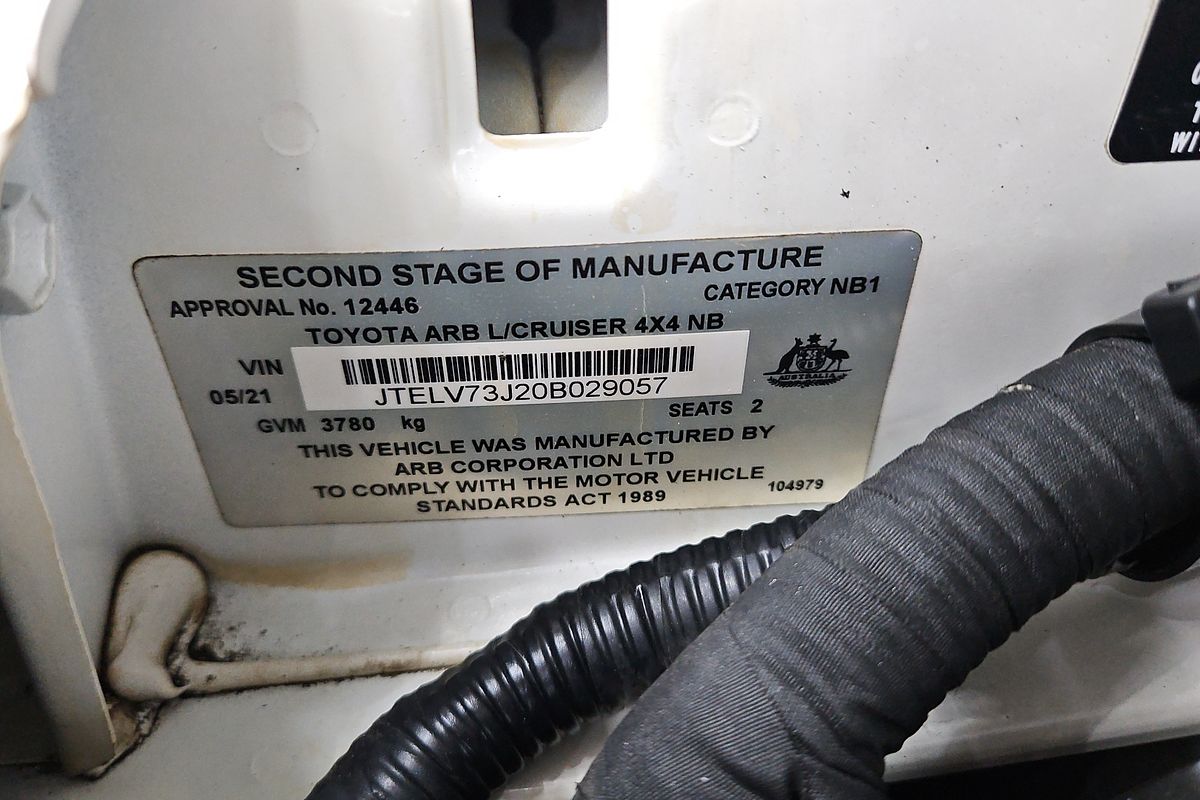 SECOND STAGE OF MANUFACTURE
APPROVAL No. 12446
CATEGORY NB1
TOYOTA ARB L/CRUISER 4X4 NB
VIN
JTELV73J20B029057
05/21
AUSTRALIA
GVM 3780 kg
SEATS 2
THIS VEHICLE WAS MANUFACTURED BY
ARB CORPORATION LTD
TO COMPLY WITH THE MOTOR VEHICLE
STANDARDS ACT 1989
104979